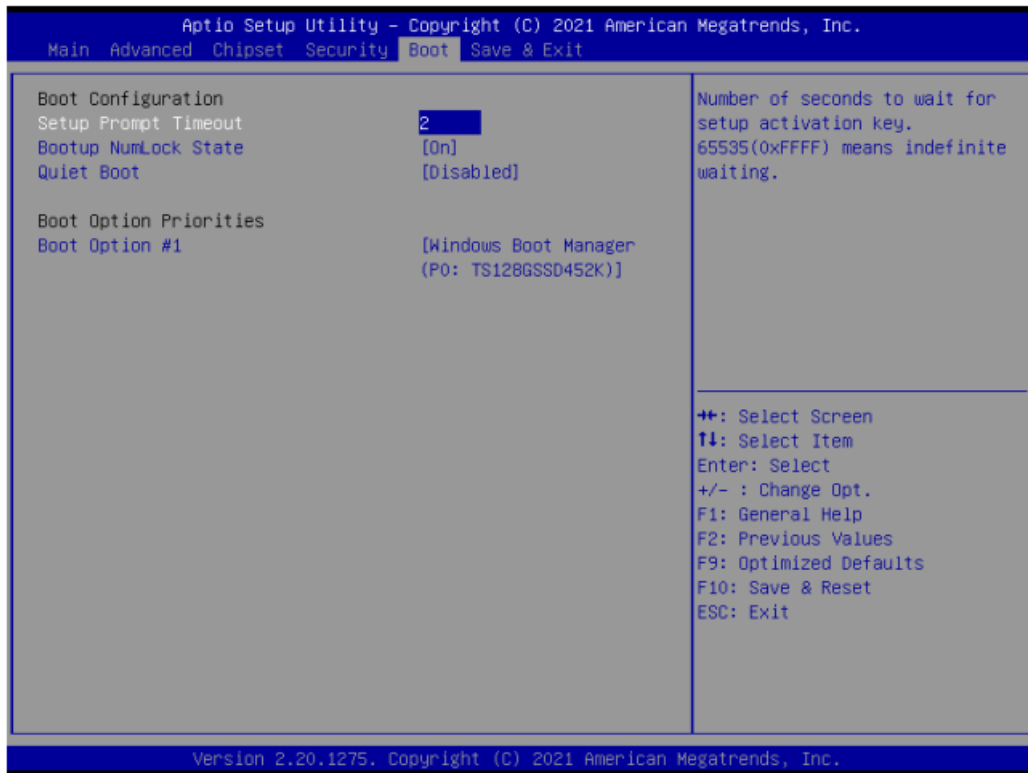 Aptio Setup Utility – Copyright (C) 2021 American Megatrends, Inc.
Main Advanced Chipset Security Boot Save & Exit
Boot Configuration
Setup Prompt Timeout 2
Bootup NumLock State [On]
Quiet Boot [Disabled]
Boot Option Priorities
Boot Option #1 [Windows Boot Manager
(P0: TS128GSSD452K)]
Number of seconds to wait for
setup activation key.
65535(0xFFFF) means indefinite
waiting.
→←: Select Screen
↑↓: Select Item
Enter: Select
+/- : Change Opt.
F1: General Help
F2: Previous Values
F9: Optimized Defaults
F10: Save & Reset
ESC: Exit
Version 2.20.1275. Copyright (C) 2021 American Megatrends, Inc.